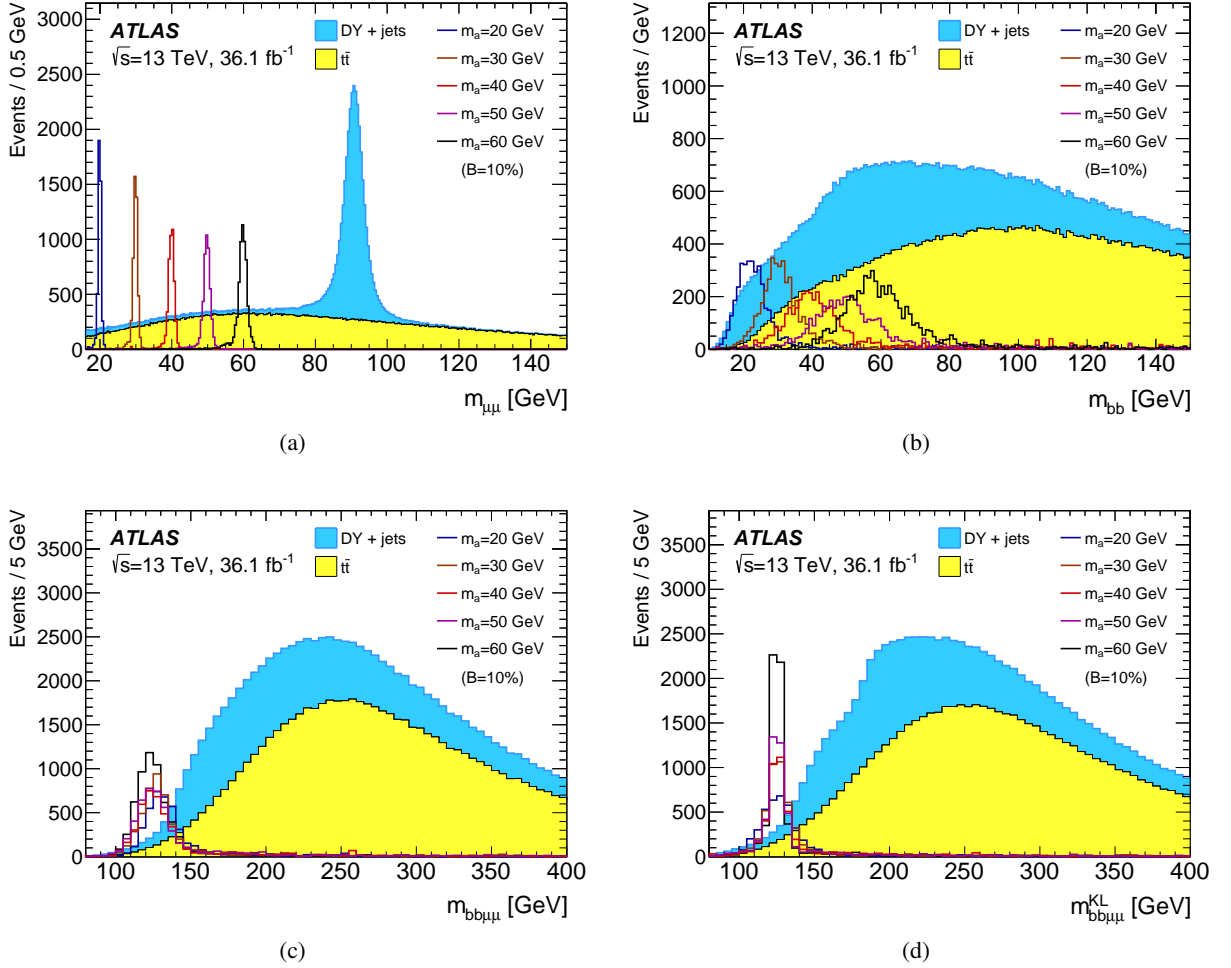 Events / 0.5 GeV
3000
2500
2000
1500
1000
500
0
ATLAS
√s=13 TeV, 36.1 fb⁻¹
DY + jets
tt̄
mₐ=20 GeV
mₐ=30 GeV
mₐ=40 GeV
mₐ=50 GeV
mₐ=60 GeV
(B=10%)
20 40 60 80 100 120 140
m_μμ [GeV]
(a)
Events / GeV
1200
1000
800
600
400
200
0
ATLAS
√s=13 TeV, 36.1 fb⁻¹
DY + jets
tt̄
mₐ=20 GeV
mₐ=30 GeV
mₐ=40 GeV
mₐ=50 GeV
mₐ=60 GeV
(B=10%)
20 40 60 80 100 120 140
m_bb [GeV]
(b)
Events / 5 GeV
3500
3000
2500
2000
1500
1000
500
0
ATLAS
√s=13 TeV, 36.1 fb⁻¹
DY + jets
tt̄
mₐ=20 GeV
mₐ=30 GeV
mₐ=40 GeV
mₐ=50 GeV
mₐ=60 GeV
(B=10%)
100 150 200 250 300 350 400
m_bbμμ [GeV]
(c)
Events / 5 GeV
3500
3000
2500
2000
1500
1000
500
0
ATLAS
√s=13 TeV, 36.1 fb⁻¹
DY + jets
tt̄
mₐ=20 GeV
mₐ=30 GeV
mₐ=40 GeV
mₐ=50 GeV
mₐ=60 GeV
(B=10%)
100 150 200 250 300 350 400
m_bbμμ^KL [GeV]
(d)